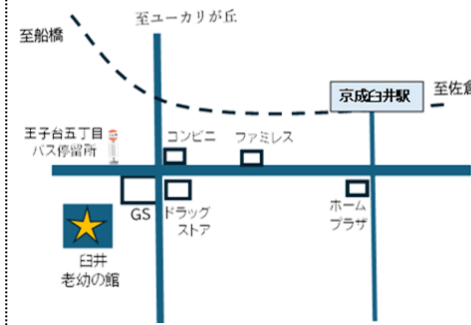 至ユーカリが丘
至船橋
京成臼井駅
至佐倉
王子台五丁目
バス停留所
コンビニ
ファミレス
GS
ドラッグ
ストア
ホーム
プラザ
臼井
老幼の館